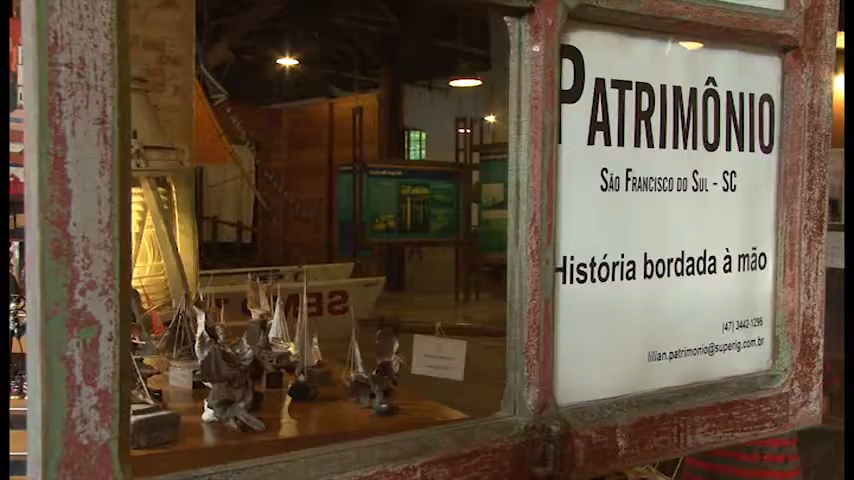 PATRIMÔNIO
SÃO FRANCISCO DO SUL - SC
História bordada à mão
(47) 3442-1296
lilian.patrimonio@superig.com.br